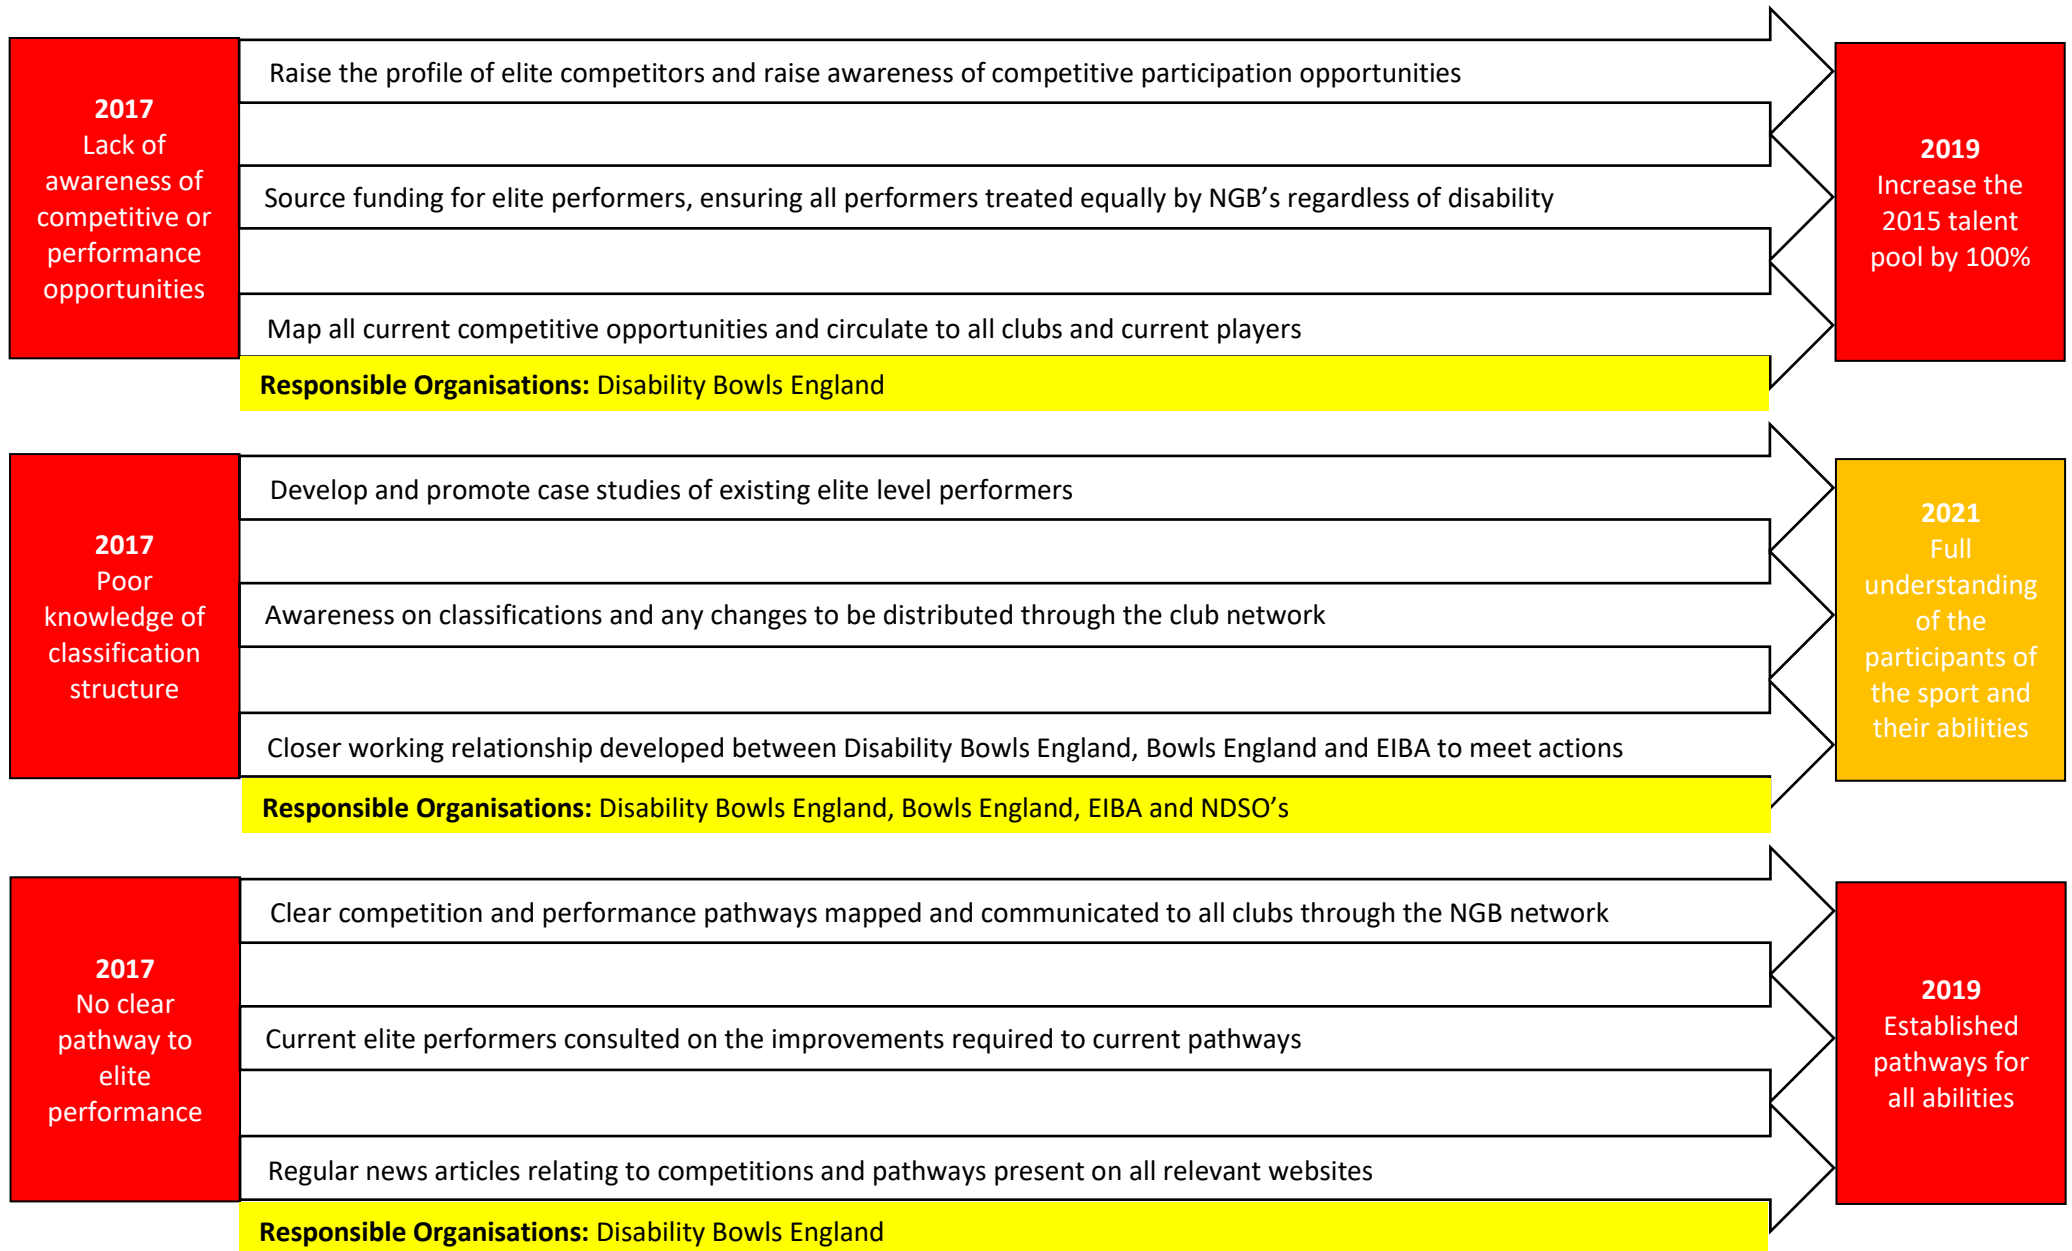 2017
Lack of
awareness of
competitive or
performance
opportunities
Raise the profile of elite competitors and raise awareness of competitive participation opportunities
Source funding for elite performers, ensuring all performers treated equally by NGB’s regardless of disability
Map all current competitive opportunities and circulate to all clubs and current players
Responsible Organisations: Disability Bowls England
2019
Increase the
2015 talent
pool by 100%
2017
Poor
knowledge of
classification
structure
Develop and promote case studies of existing elite level performers
Awareness on classifications and any changes to be distributed through the club network
Closer working relationship developed between Disability Bowls England, Bowls England and EIBA to meet actions
Responsible Organisations: Disability Bowls England, Bowls England, EIBA and NDSO’s
2021
Full
understanding
of the
participants of
the sport and
their abilities
2017
No clear
pathway to
elite
performance
Clear competition and performance pathways mapped and communicated to all clubs through the NGB network
Current elite performers consulted on the improvements required to current pathways
Regular news articles relating to competitions and pathways present on all relevant websites
Responsible Organisations: Disability Bowls England
2019
Established
pathways for
all abilities